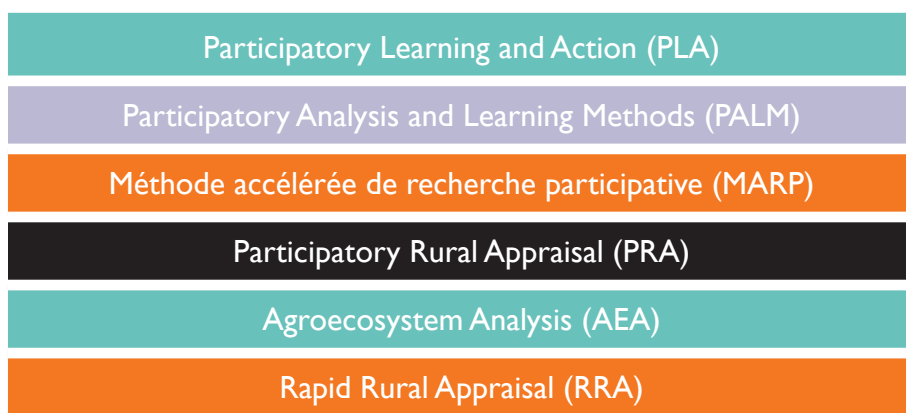 Participatory Learning and Action (PLA)
Participatory Analysis and Learning Methods (PALM)
Méthode accélérée de recherche participative (MARP)
Participatory Rural Appraisal (PRA)
Agroecosystem Analysis (AEA)
Rapid Rural Appraisal (RRA)